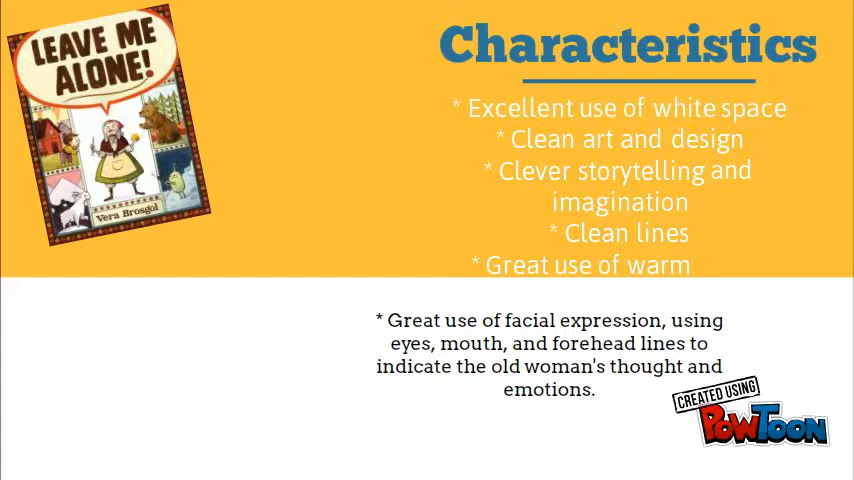 LEAVE ME
ALONE!
Vera Brosgol
Characteristics
* Excellent use of white space
* Clean art and design
* Clever storytelling and
imagination
* Clean lines
* Great use of warm
* Great use of facial expression, using
eyes, mouth, and forehead lines to
indicate the old woman's thought and
emotions.
CREATED USING
POWTOON